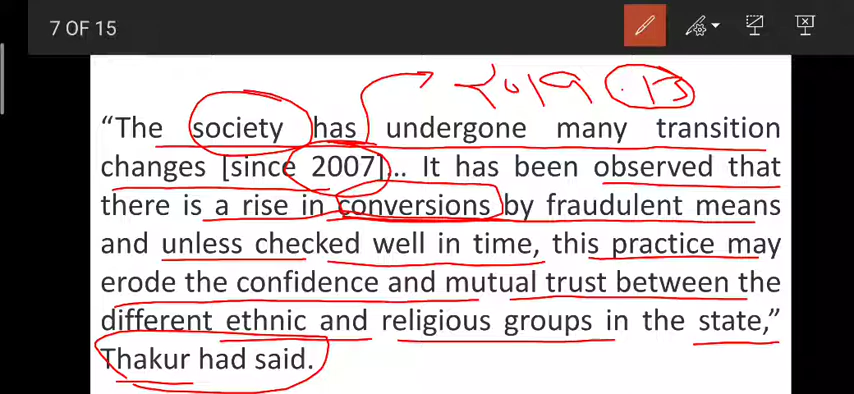 7 OF 15
2019 13
“The society has undergone many transition
changes [since 2007]… It has been observed that
there is a rise in conversions by fraudulent means
and unless checked well in time, this practice may
erode the confidence and mutual trust between the
different ethnic and religious groups in the state,”
Thakur had said.